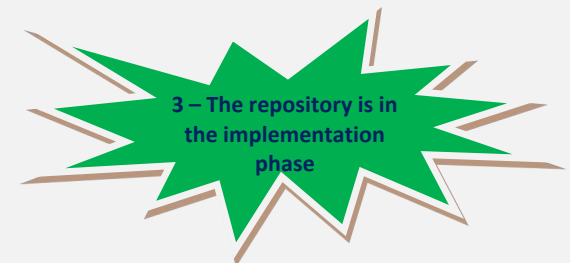 3 – The repository is in
the implementation
phase